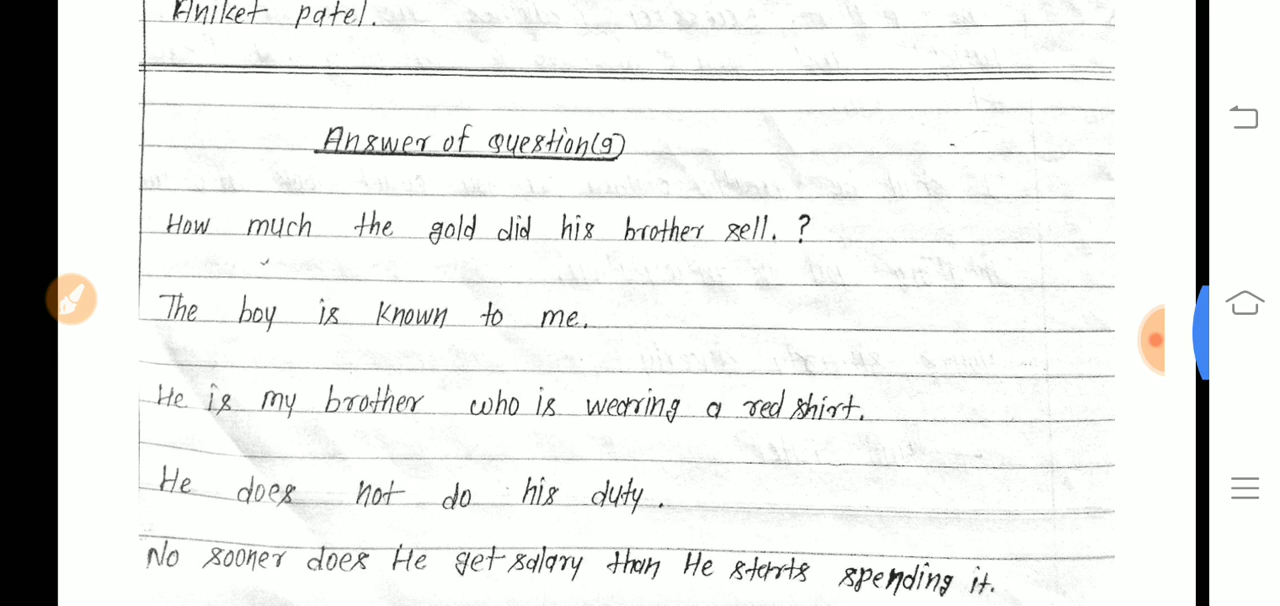 Aniket patel.
Answer of question(9)
How much the gold did his brother sell. ?
The boy is known to me.
He is my brother who is wearing a red shirt.
He does not do his duty.
No sooner does He get salary than He starts spending it.